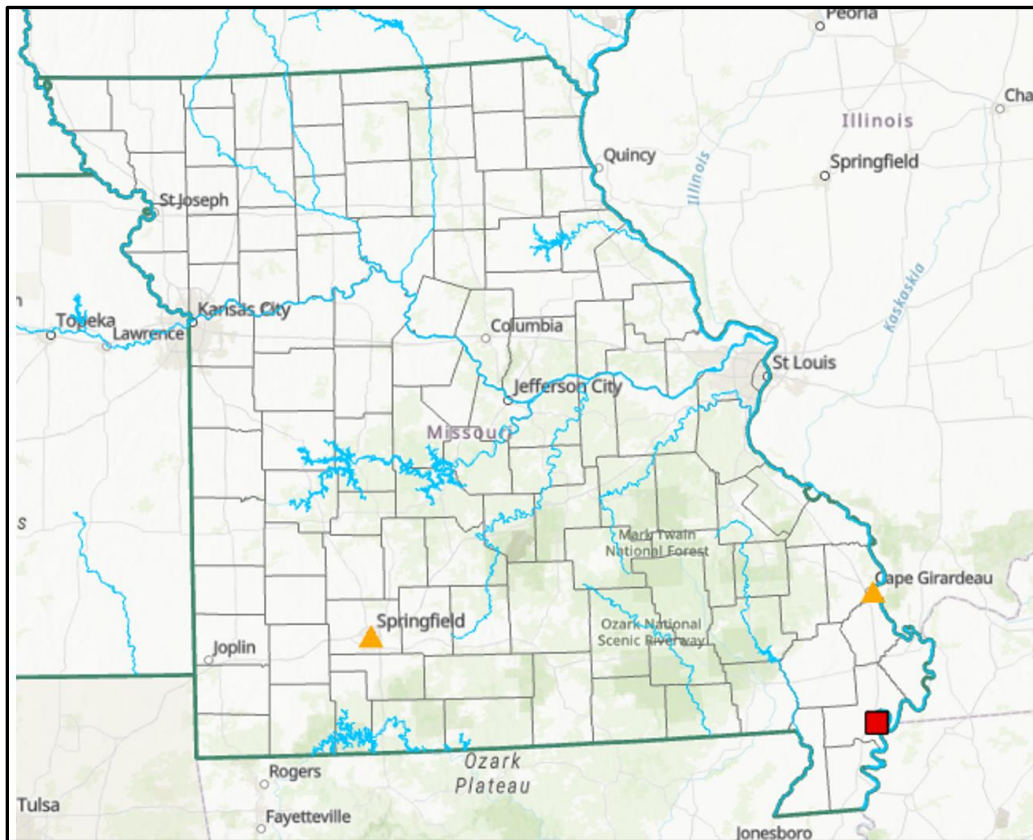 Peoria
Cha
Illinois
Quincy
Springfield
Illinois
St Joseph
Kaskaskia
Kansas City
Topeka
Columbia
Lawrence
St Louis
Jefferson City
Missouri
s
Mark Twain
National Forest
Cape Girardeau
Springfield
Ozark National
Scenic Riverway
Joplin
Ozark
Plateau
Rogers
Tulsa
Fayetteville
Jonesboro